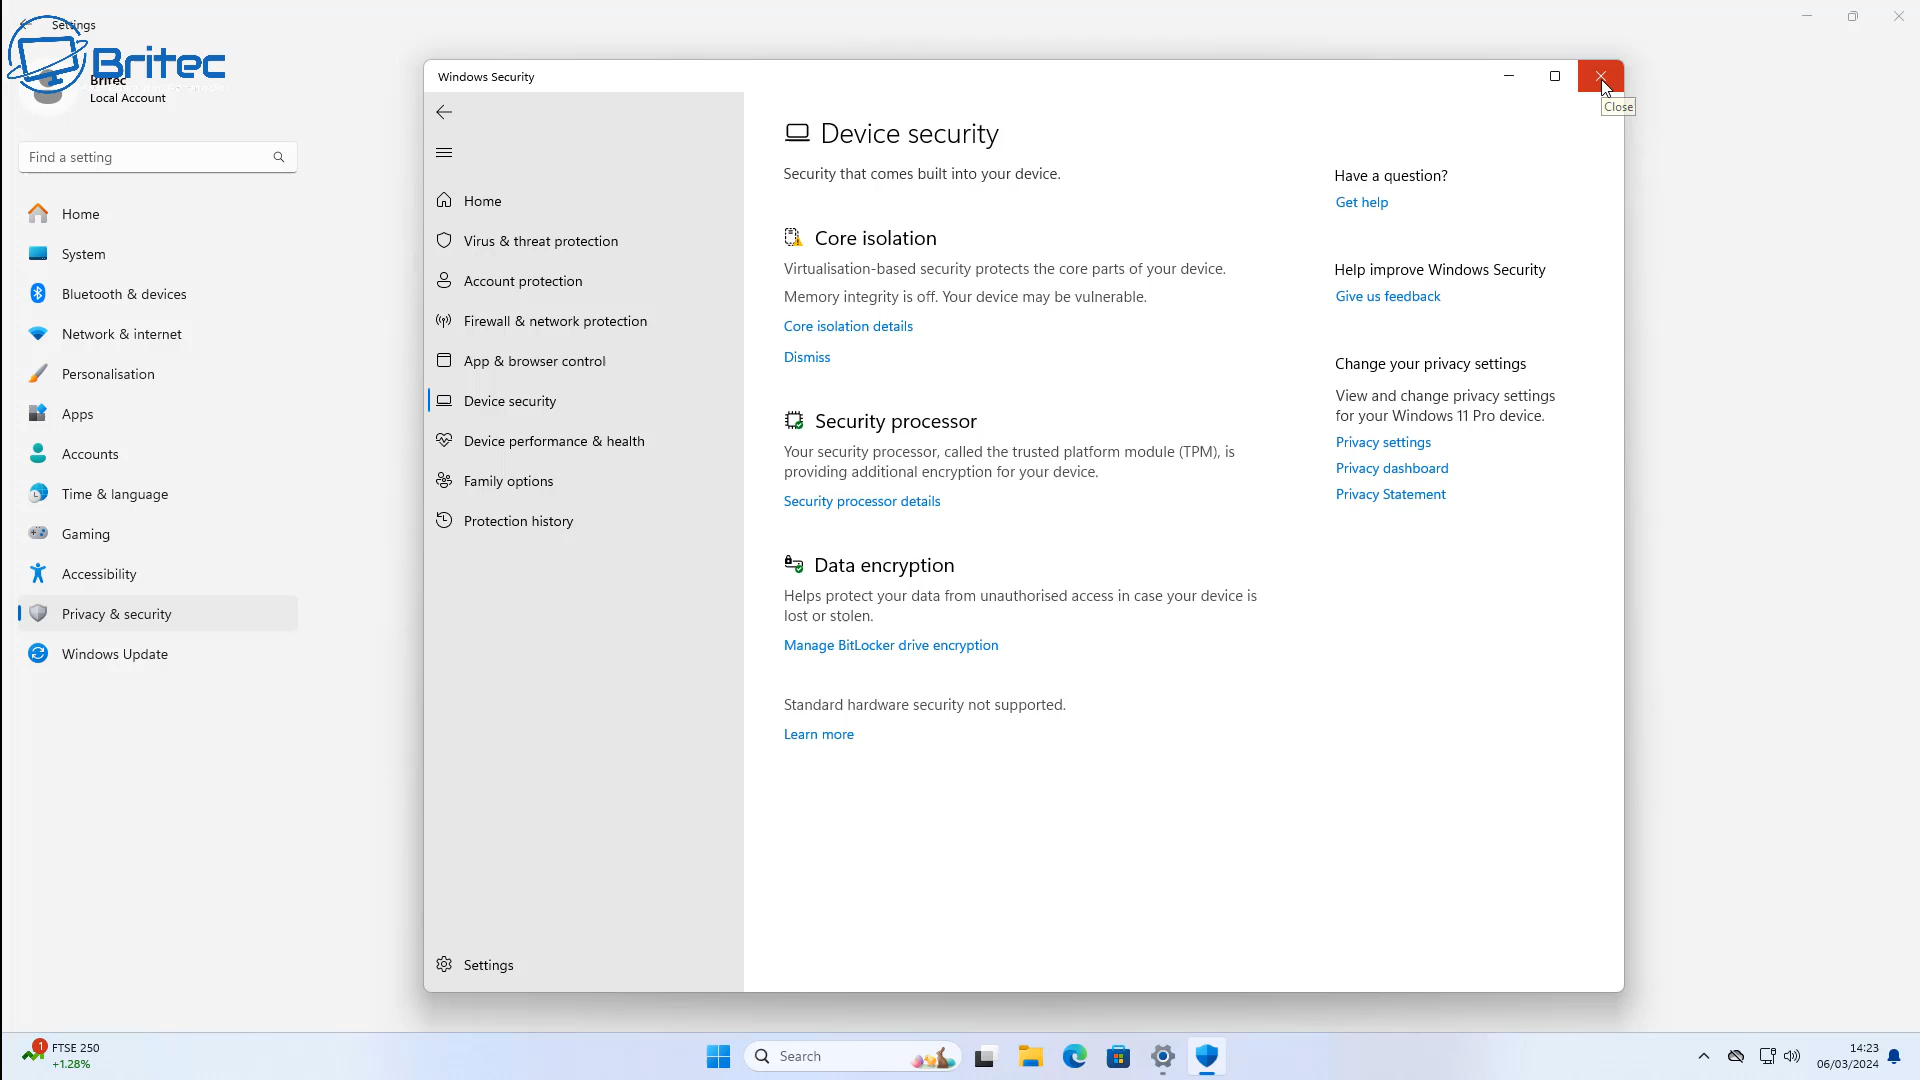 Settings
Britec
Britec
Local Account
Find a setting
Home
System
Bluetooth & devices
Network & internet
Personalisation
Apps
Accounts
Time & language
Gaming
Accessibility
Privacy & security
Windows Update
Windows Security
Close
Home
Virus & threat protection
Account protection
Firewall & network protection
App & browser control
Device security
Device performance & health
Family options
Protection history
Settings
Device security
Security that comes built into your device.
Core isolation
Virtualisation-based security protects the core parts of your device.
Memory integrity is off. Your device may be vulnerable.
Core isolation details
Dismiss
Security processor
Your security processor, called the trusted platform module (TPM), is
providing additional encryption for your device.
Security processor details
Data encryption
Helps protect your data from unauthorised access in case your device is
lost or stolen.
Manage BitLocker drive encryption
Standard hardware security not supported.
Learn more
Have a question?
Get help
Help improve Windows Security
Give us feedback
Change your privacy settings
View and change privacy settings
for your Windows 11 Pro device.
Privacy settings
Privacy dashboard
Privacy Statement
1
FTSE 250
+1.28%
Search
14:23
06/03/2024